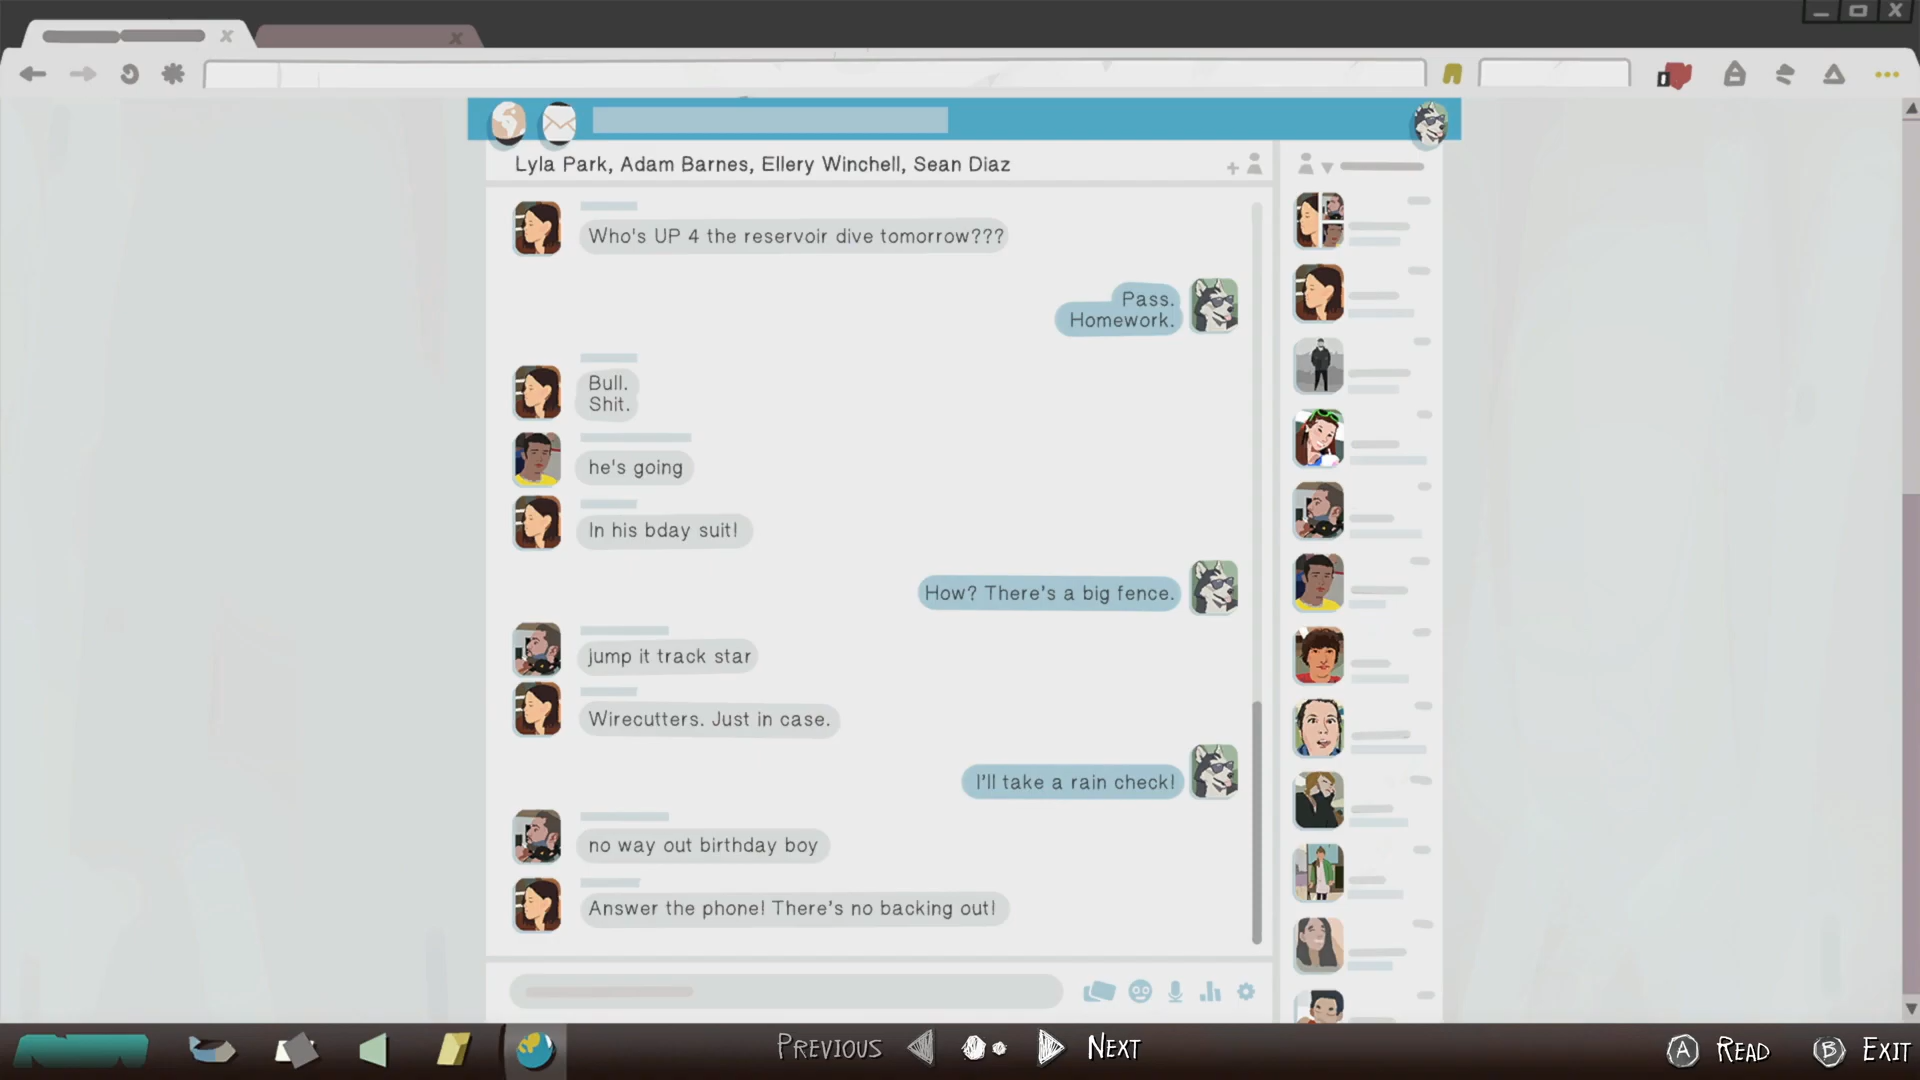 Lyla Park, Adam Barnes, Ellery Winchell, Sean Diaz
Who's UP 4 the reservoir dive tomorrow???
Pass.
Homework.
Bull.
Shit.
he's going
In his bday suit!
How? There's a big fence.
jump it track star
Wirecutters. Just in case.
I'll take a rain check!
no way out birthday boy
Answer the phone! There's no backing out!
PREVIOUS
NEXT
A READ
B EXIT